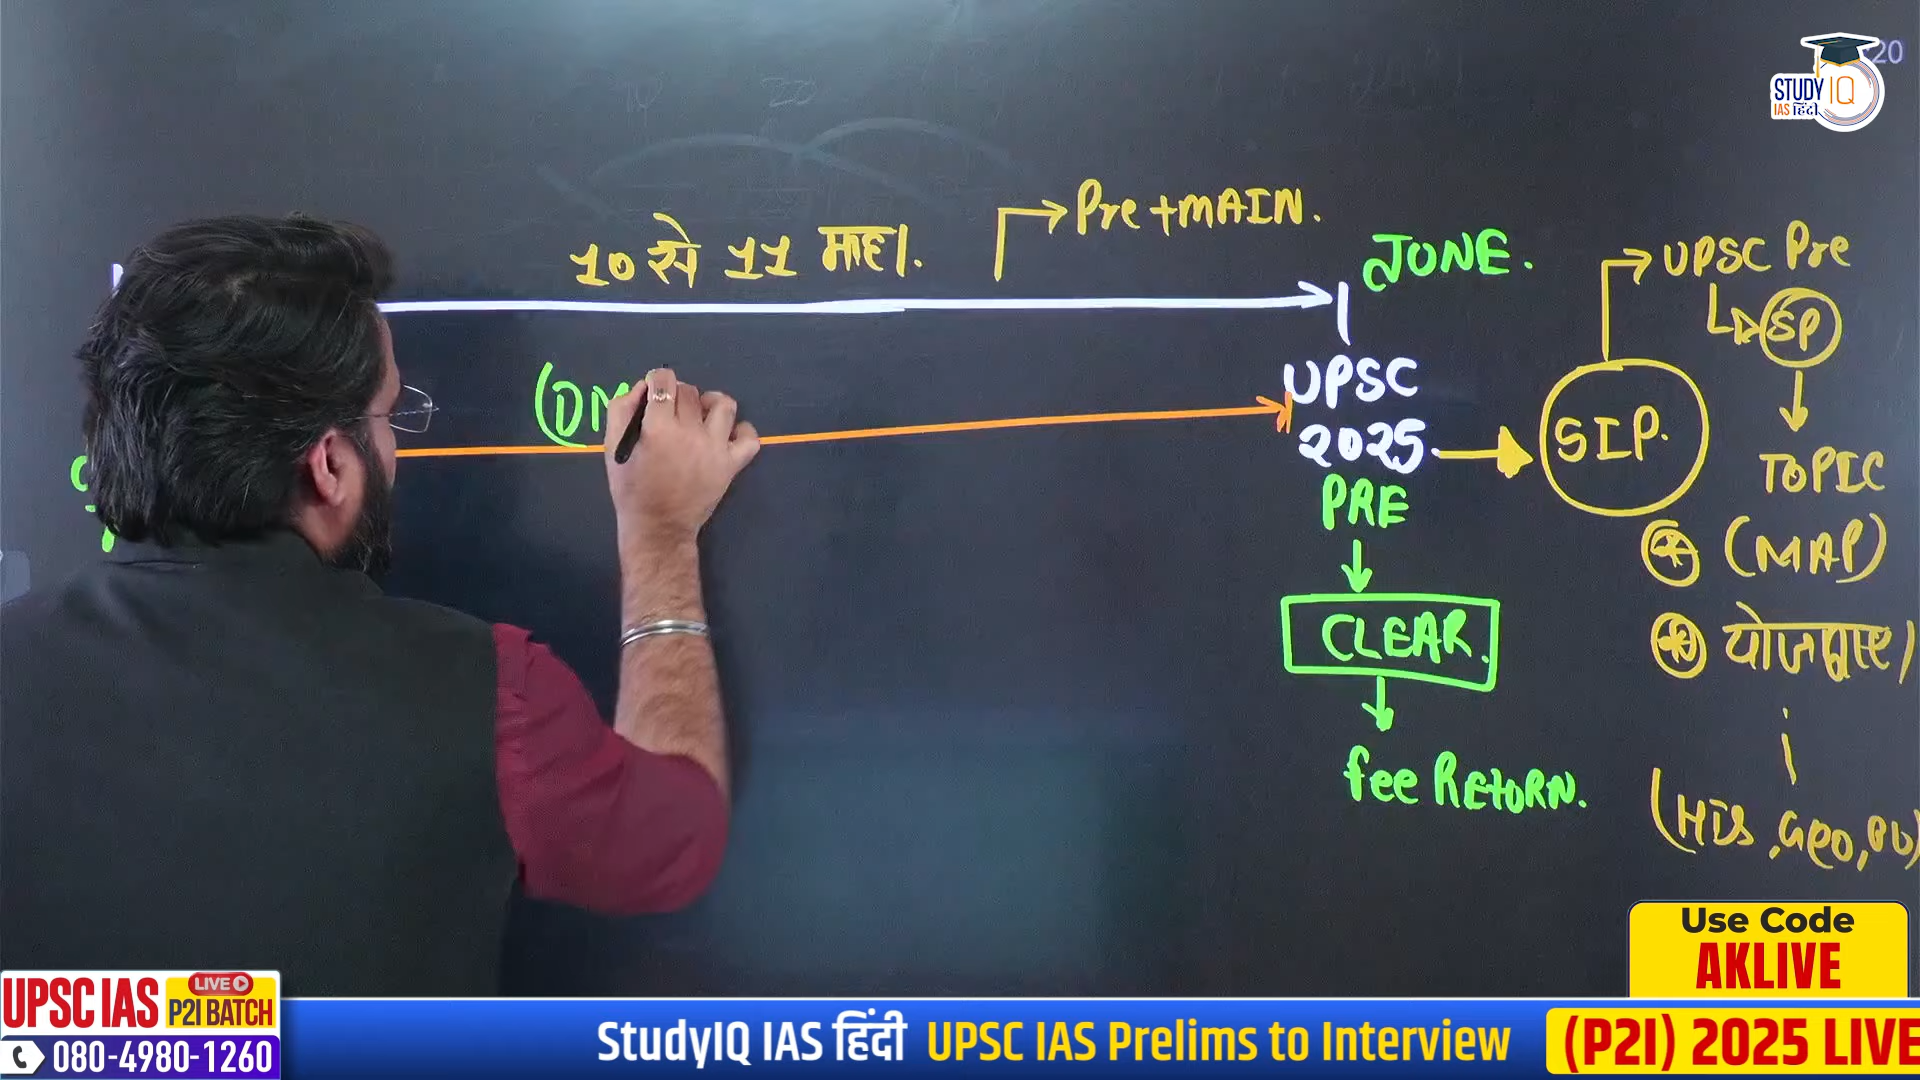 20
STUDY IQ
IAS हिंदी
10 से 11 माह।
Pre + MAIN.
JUNE.
UPSC
2025
PRE
CLEAR.
fee RETURN.
(DM
SIP.
UPSC Pre
SP
TOPIC
(MAP)
(HIS, GEO,
Use Code
AKLIVE
UPSC IAS
LIVE
P2I BATCH
080-4980-1260
StudyIQ IAS हिंदी UPSC IAS Prelims to Interview
(P2I) 2025 LIVE